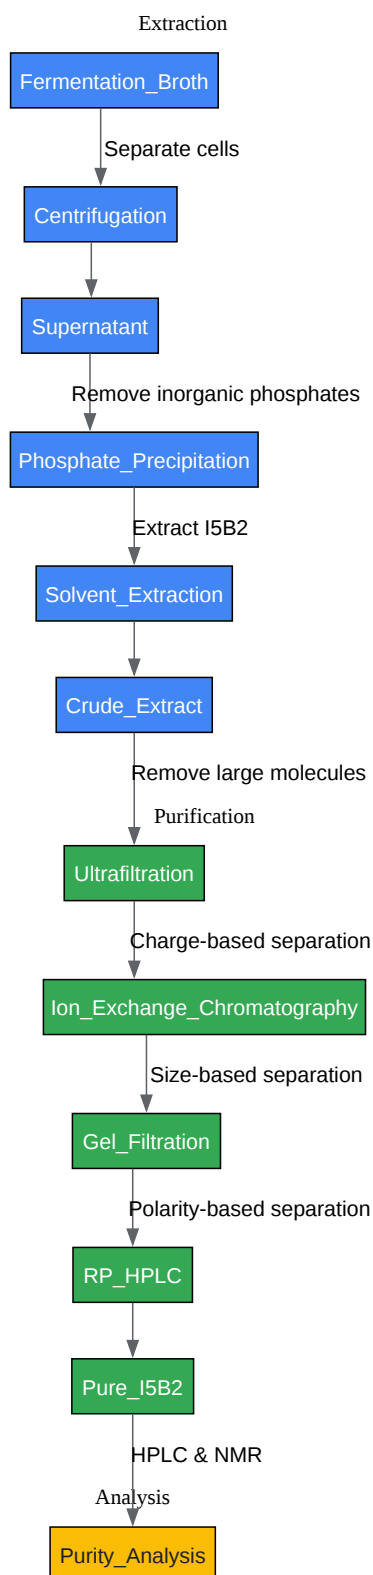 Extraction
Fermentation_Broth
Separate cells
Centrifugation
Supernatant
Remove inorganic phosphates
Phosphate_Precipitation
Extract I5B2
Solvent_Extraction
Crude_Extract
Remove large molecules
Purification
Ultrafiltration
Charge-based separation
Ion_Exchange_Chromatography
Size-based separation
Gel_Filtration
Polarity-based separation
RP_HPLC
Pure_I5B2
HPLC & NMR
Analysis
Purity_Analysis